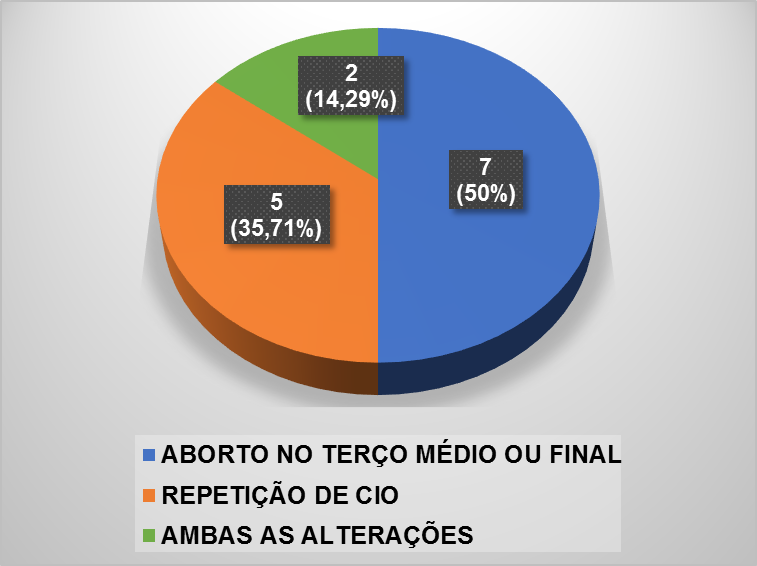 2
(14,29%)
7
(50%)
5
(35,71%)
ABORTO NO TERÇO MÉDIO OU FINAL
REPETIÇÃO DE CIO
AMBAS AS ALTERAÇÕES